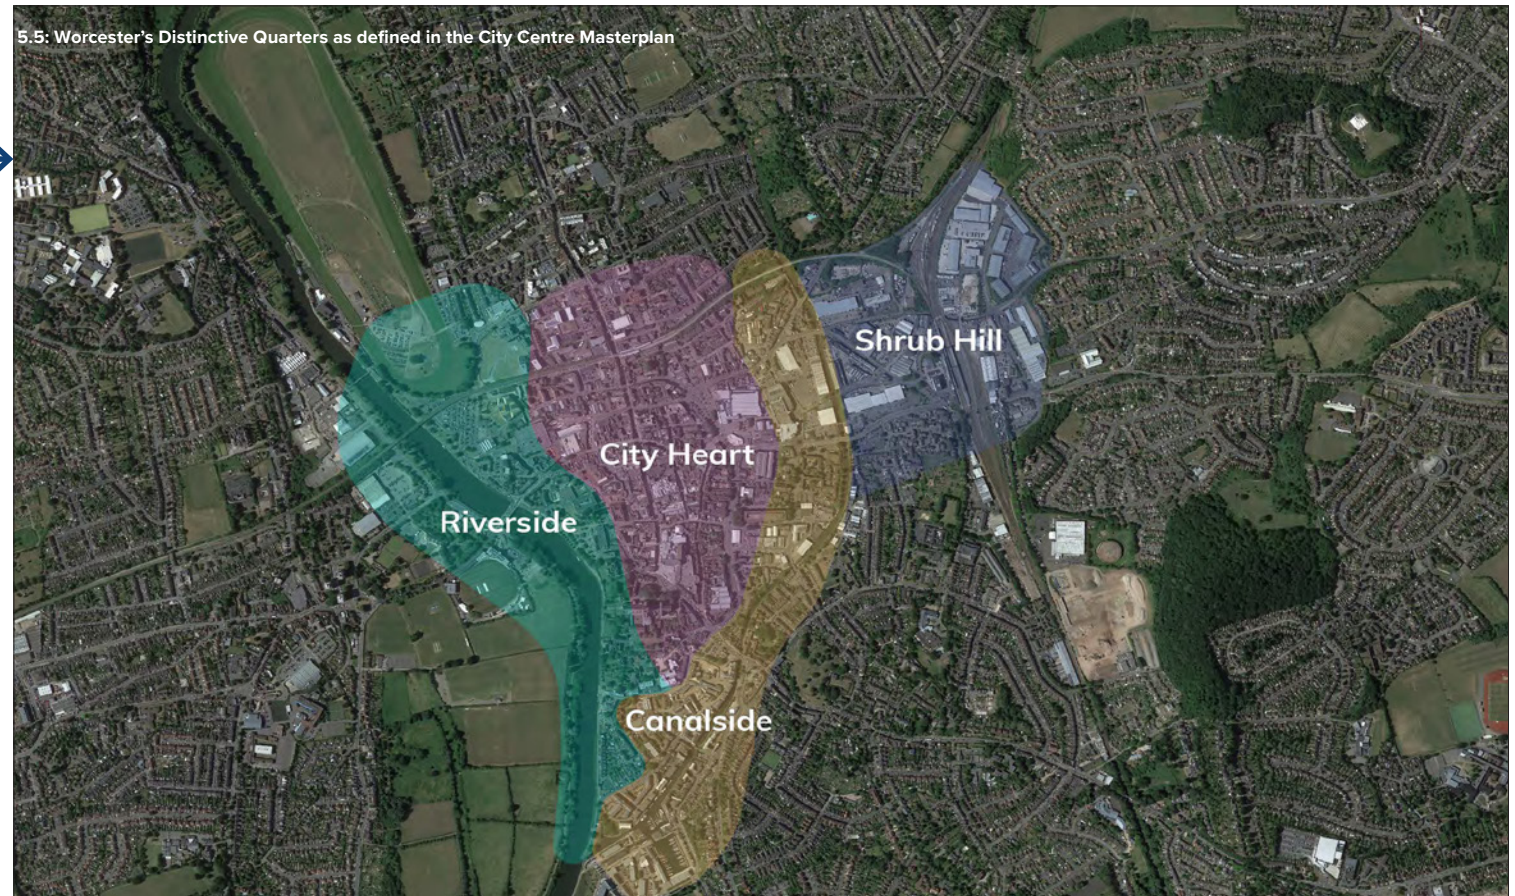 5.5: Worcester’s Distinctive Quarters as defined in the City Centre Masterplan
Shrub Hill
City Heart
Riverside
Canalside